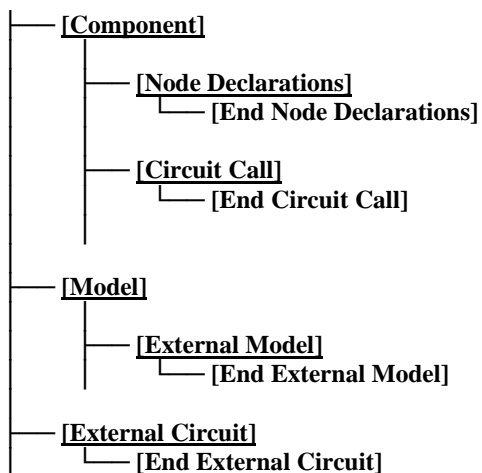 [Component]
[Node Declarations]
[End Node Declarations]
[Circuit Call]
[End Circuit Call]
[Model]
[External Model]
[End External Model]
[External Circuit]
[End External Circuit]